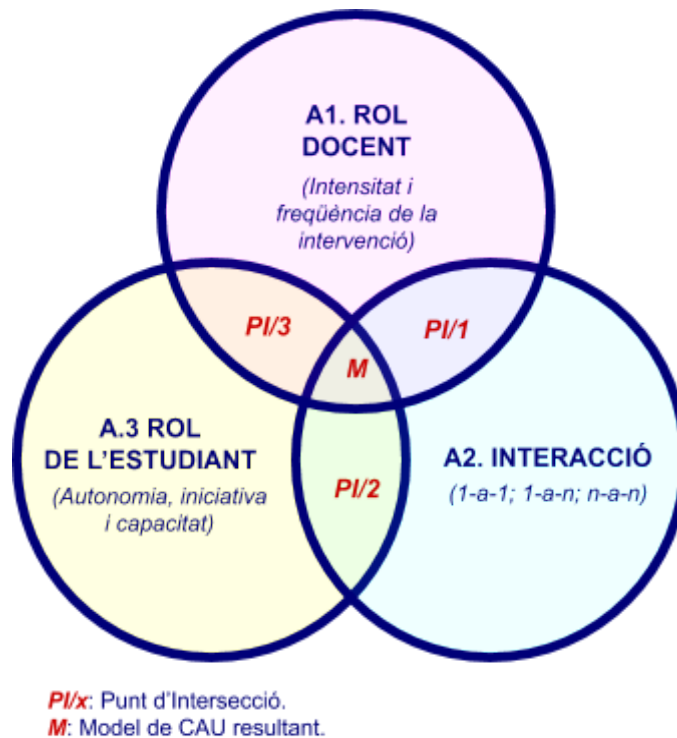 A1. ROL
DOCENT
(Intensitat i
freqüència de la
intervenció)
PI/3
PI/1
M
A.3 ROL
DE L'ESTUDIANT
(Autonomia, iniciativa
i capacitat)
A2. INTERACCIÓ
(1-a-1; 1-a-n; n-a-n)
PI/2
PI/x: Punt d'Intersecció.
M: Model de CAU resultant.